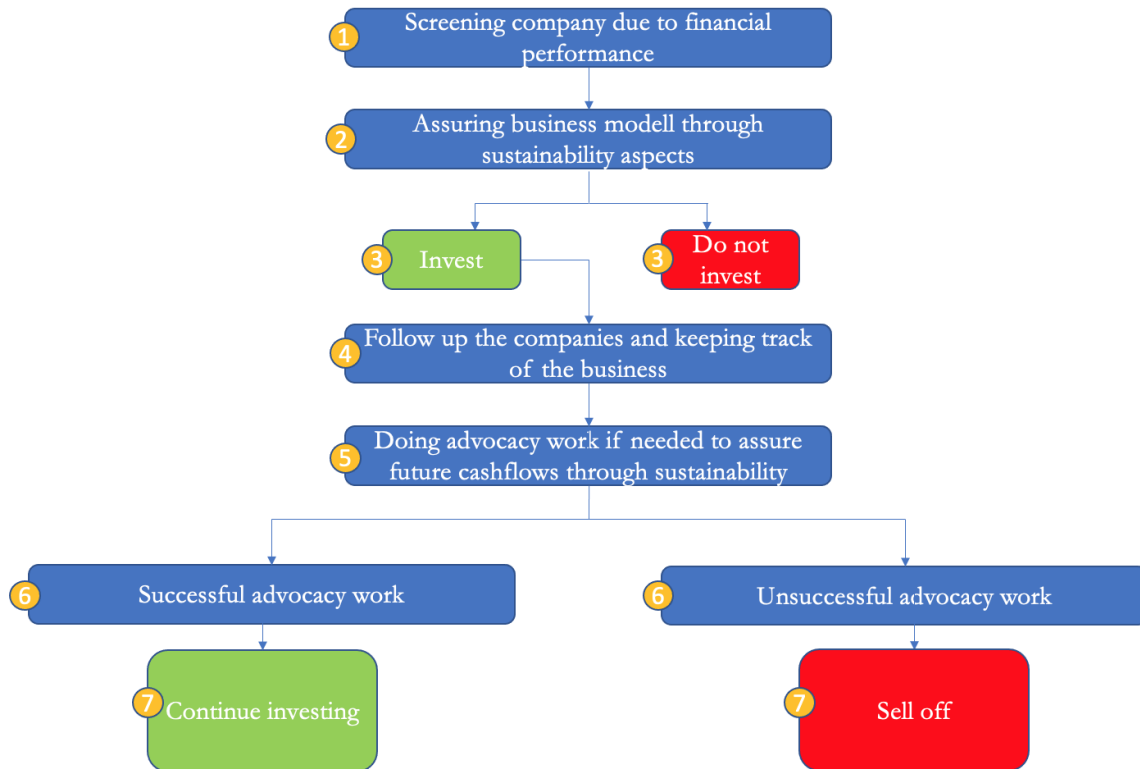 1
Screening company due to financial
performance
2
Assuring business modell through
sustainability aspects
3
Invest
3
Do not
invest
4
Follow up the companies and keeping track
of the business
5
Doing advocacy work if needed to assure
future cashflows through sustainability
6
Successful advocacy work
6
Unsuccessful advocacy work
7
Continue investing
7
Sell off